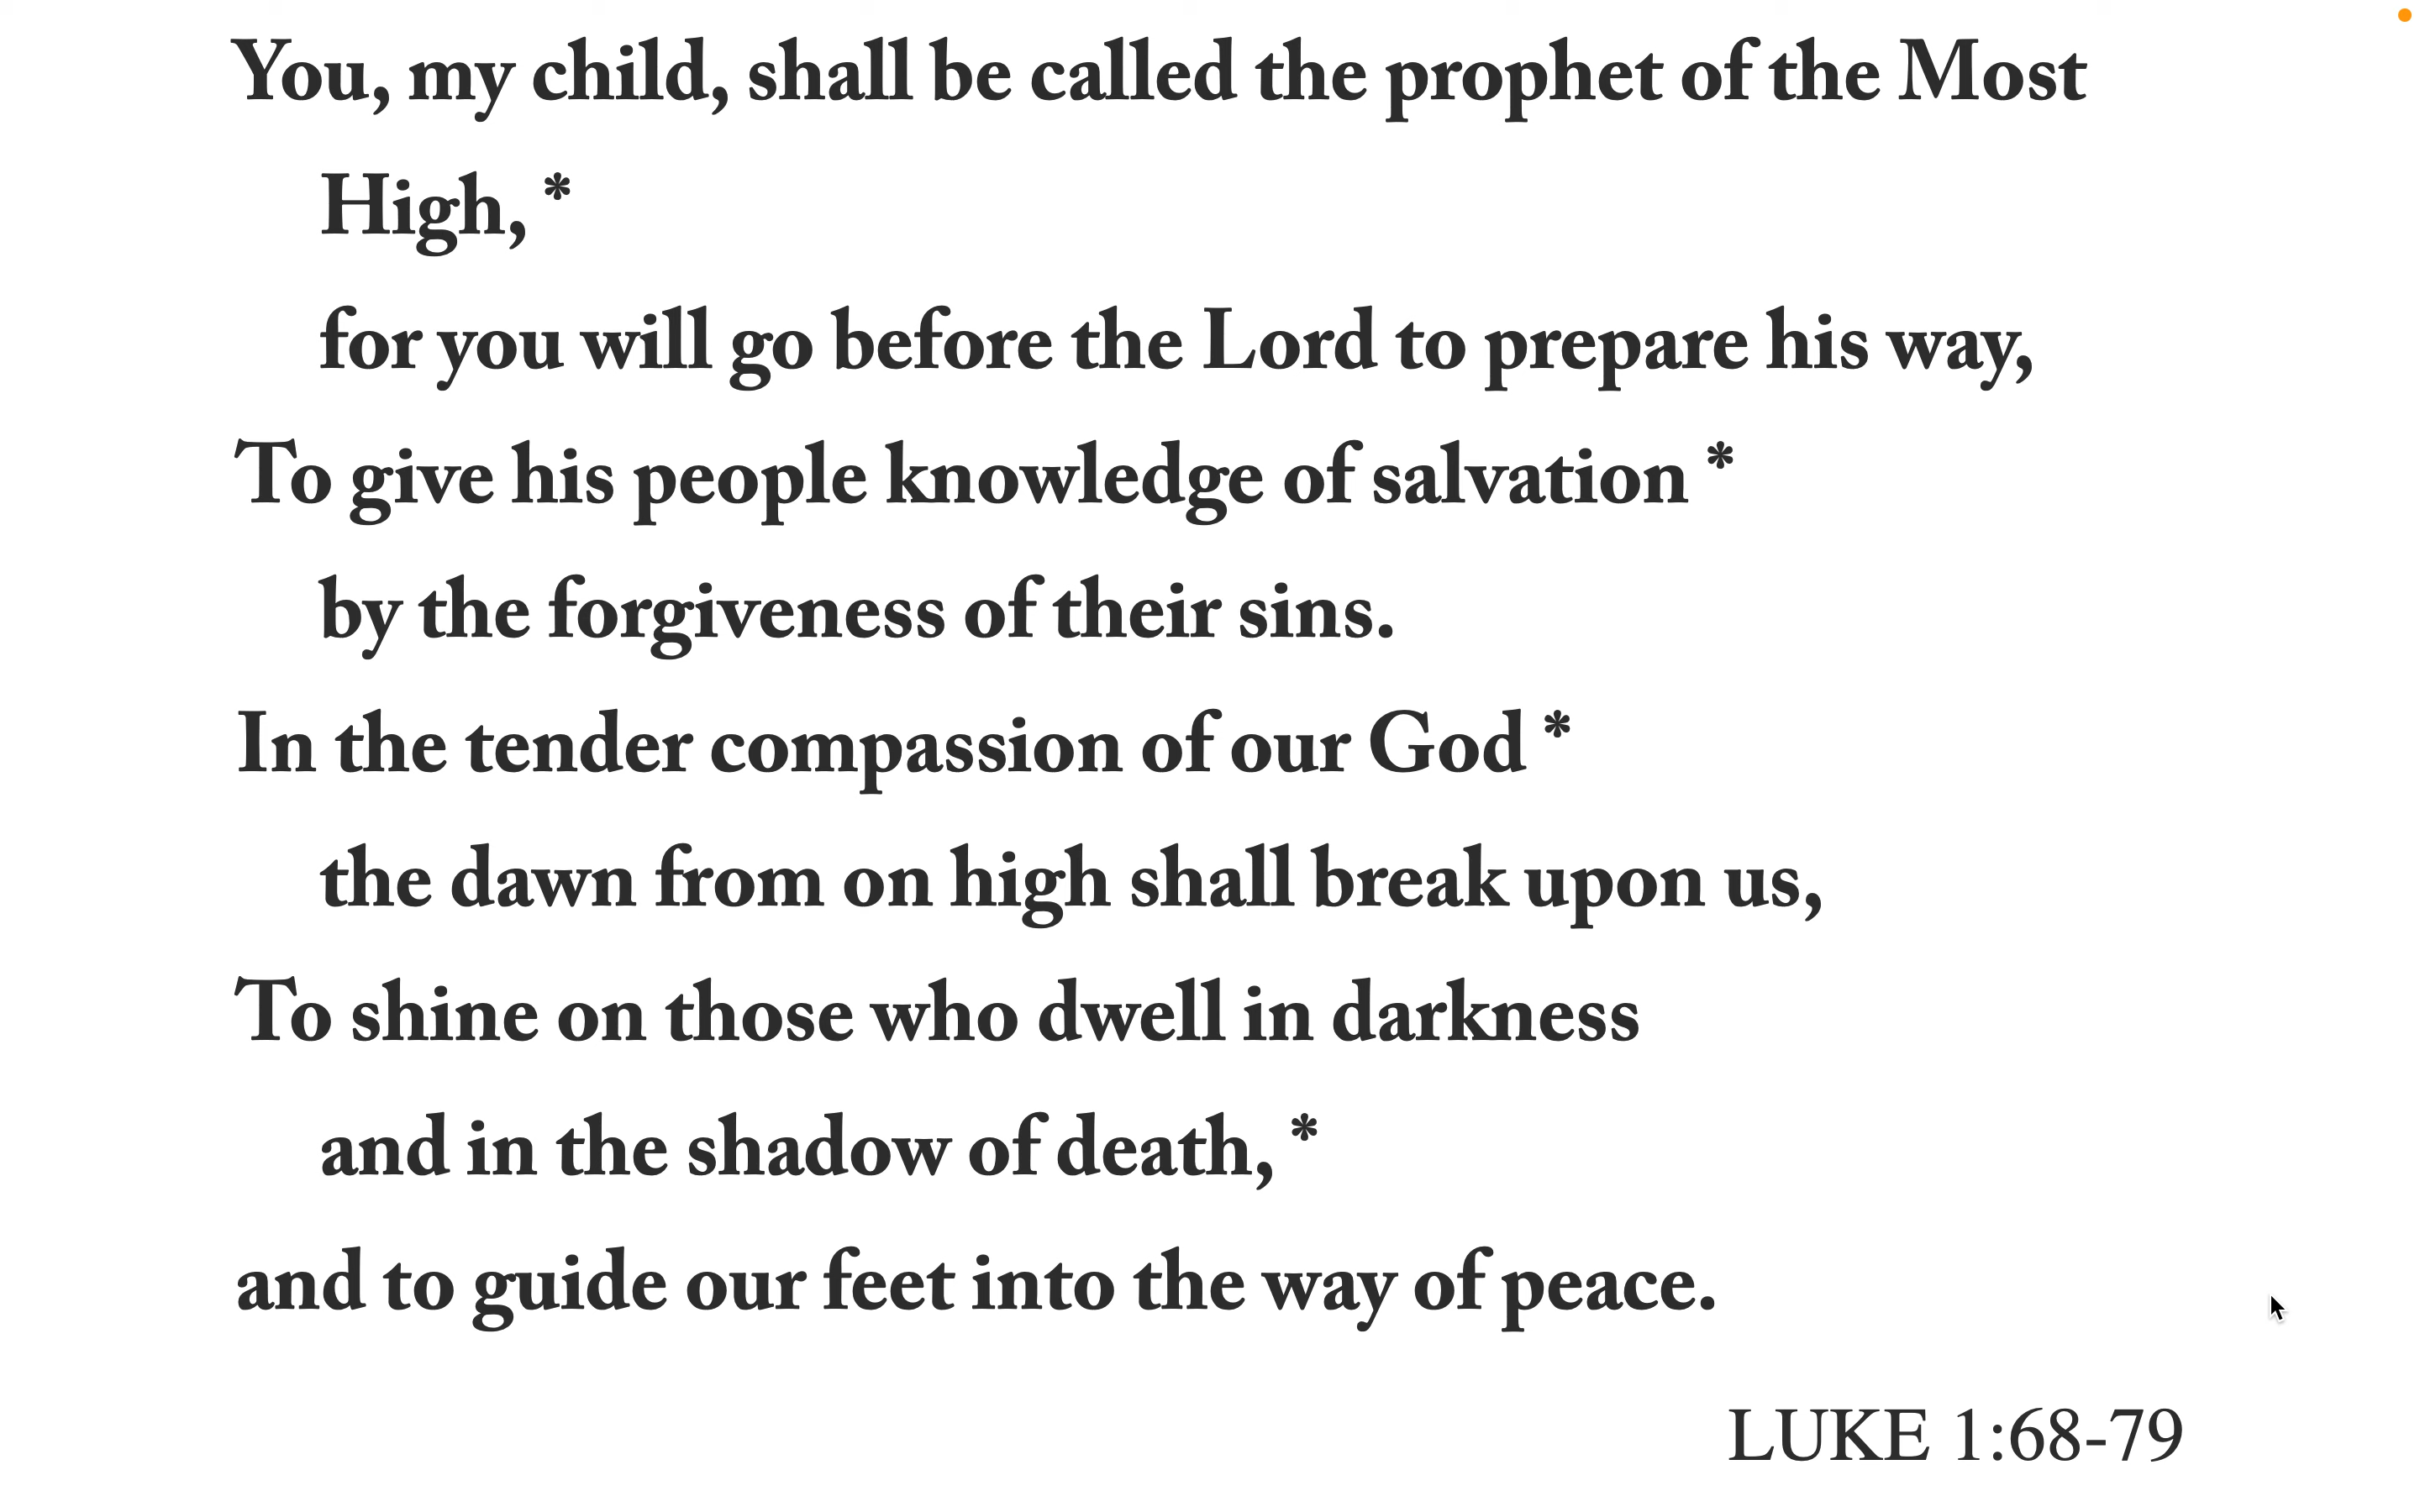 You, my child, shall be called the prophet of the Most
High, *
for you will go before the Lord to prepare his way,
To give his people knowledge of salvation *
by the forgiveness of their sins.
In the tender compassion of our God *
the dawn from on high shall break upon us,
To shine on those who dwell in darkness
and in the shadow of death, *
and to guide our feet into the way of peace.
LUKE 1:68-79